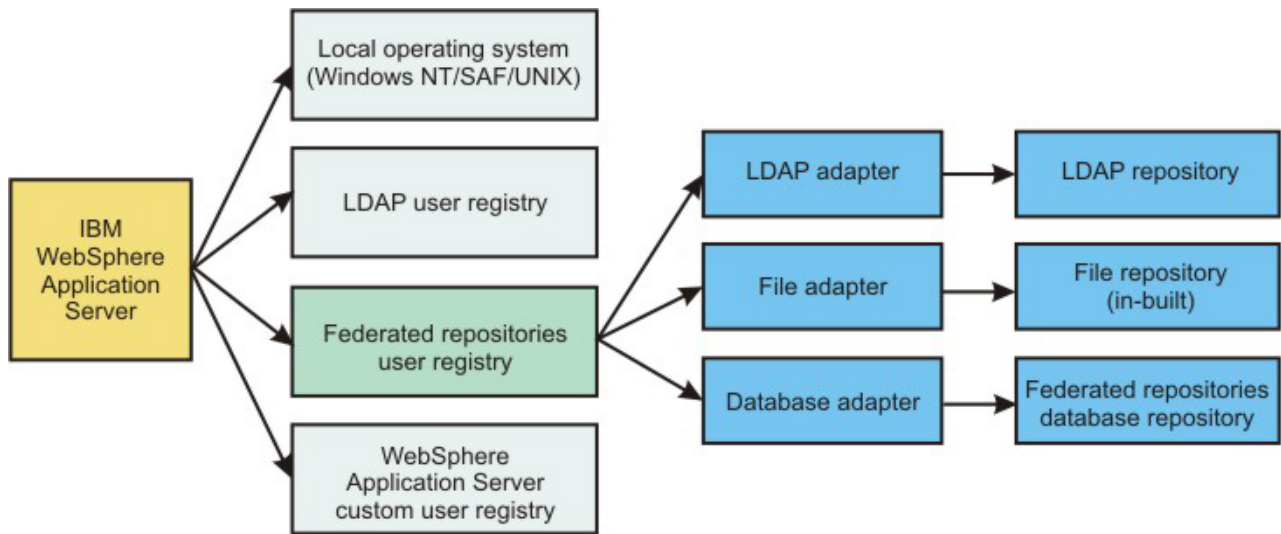 IBM
WebSphere
Application
Server
Local operating system
(Windows NT/SAF/UNIX)
LDAP user registry
Federated repositories
user registry
WebSphere
Application Server
custom user registry
LDAP adapter
File adapter
Database adapter
LDAP repository
File repository
(in-built)
Federated repositories
database repository